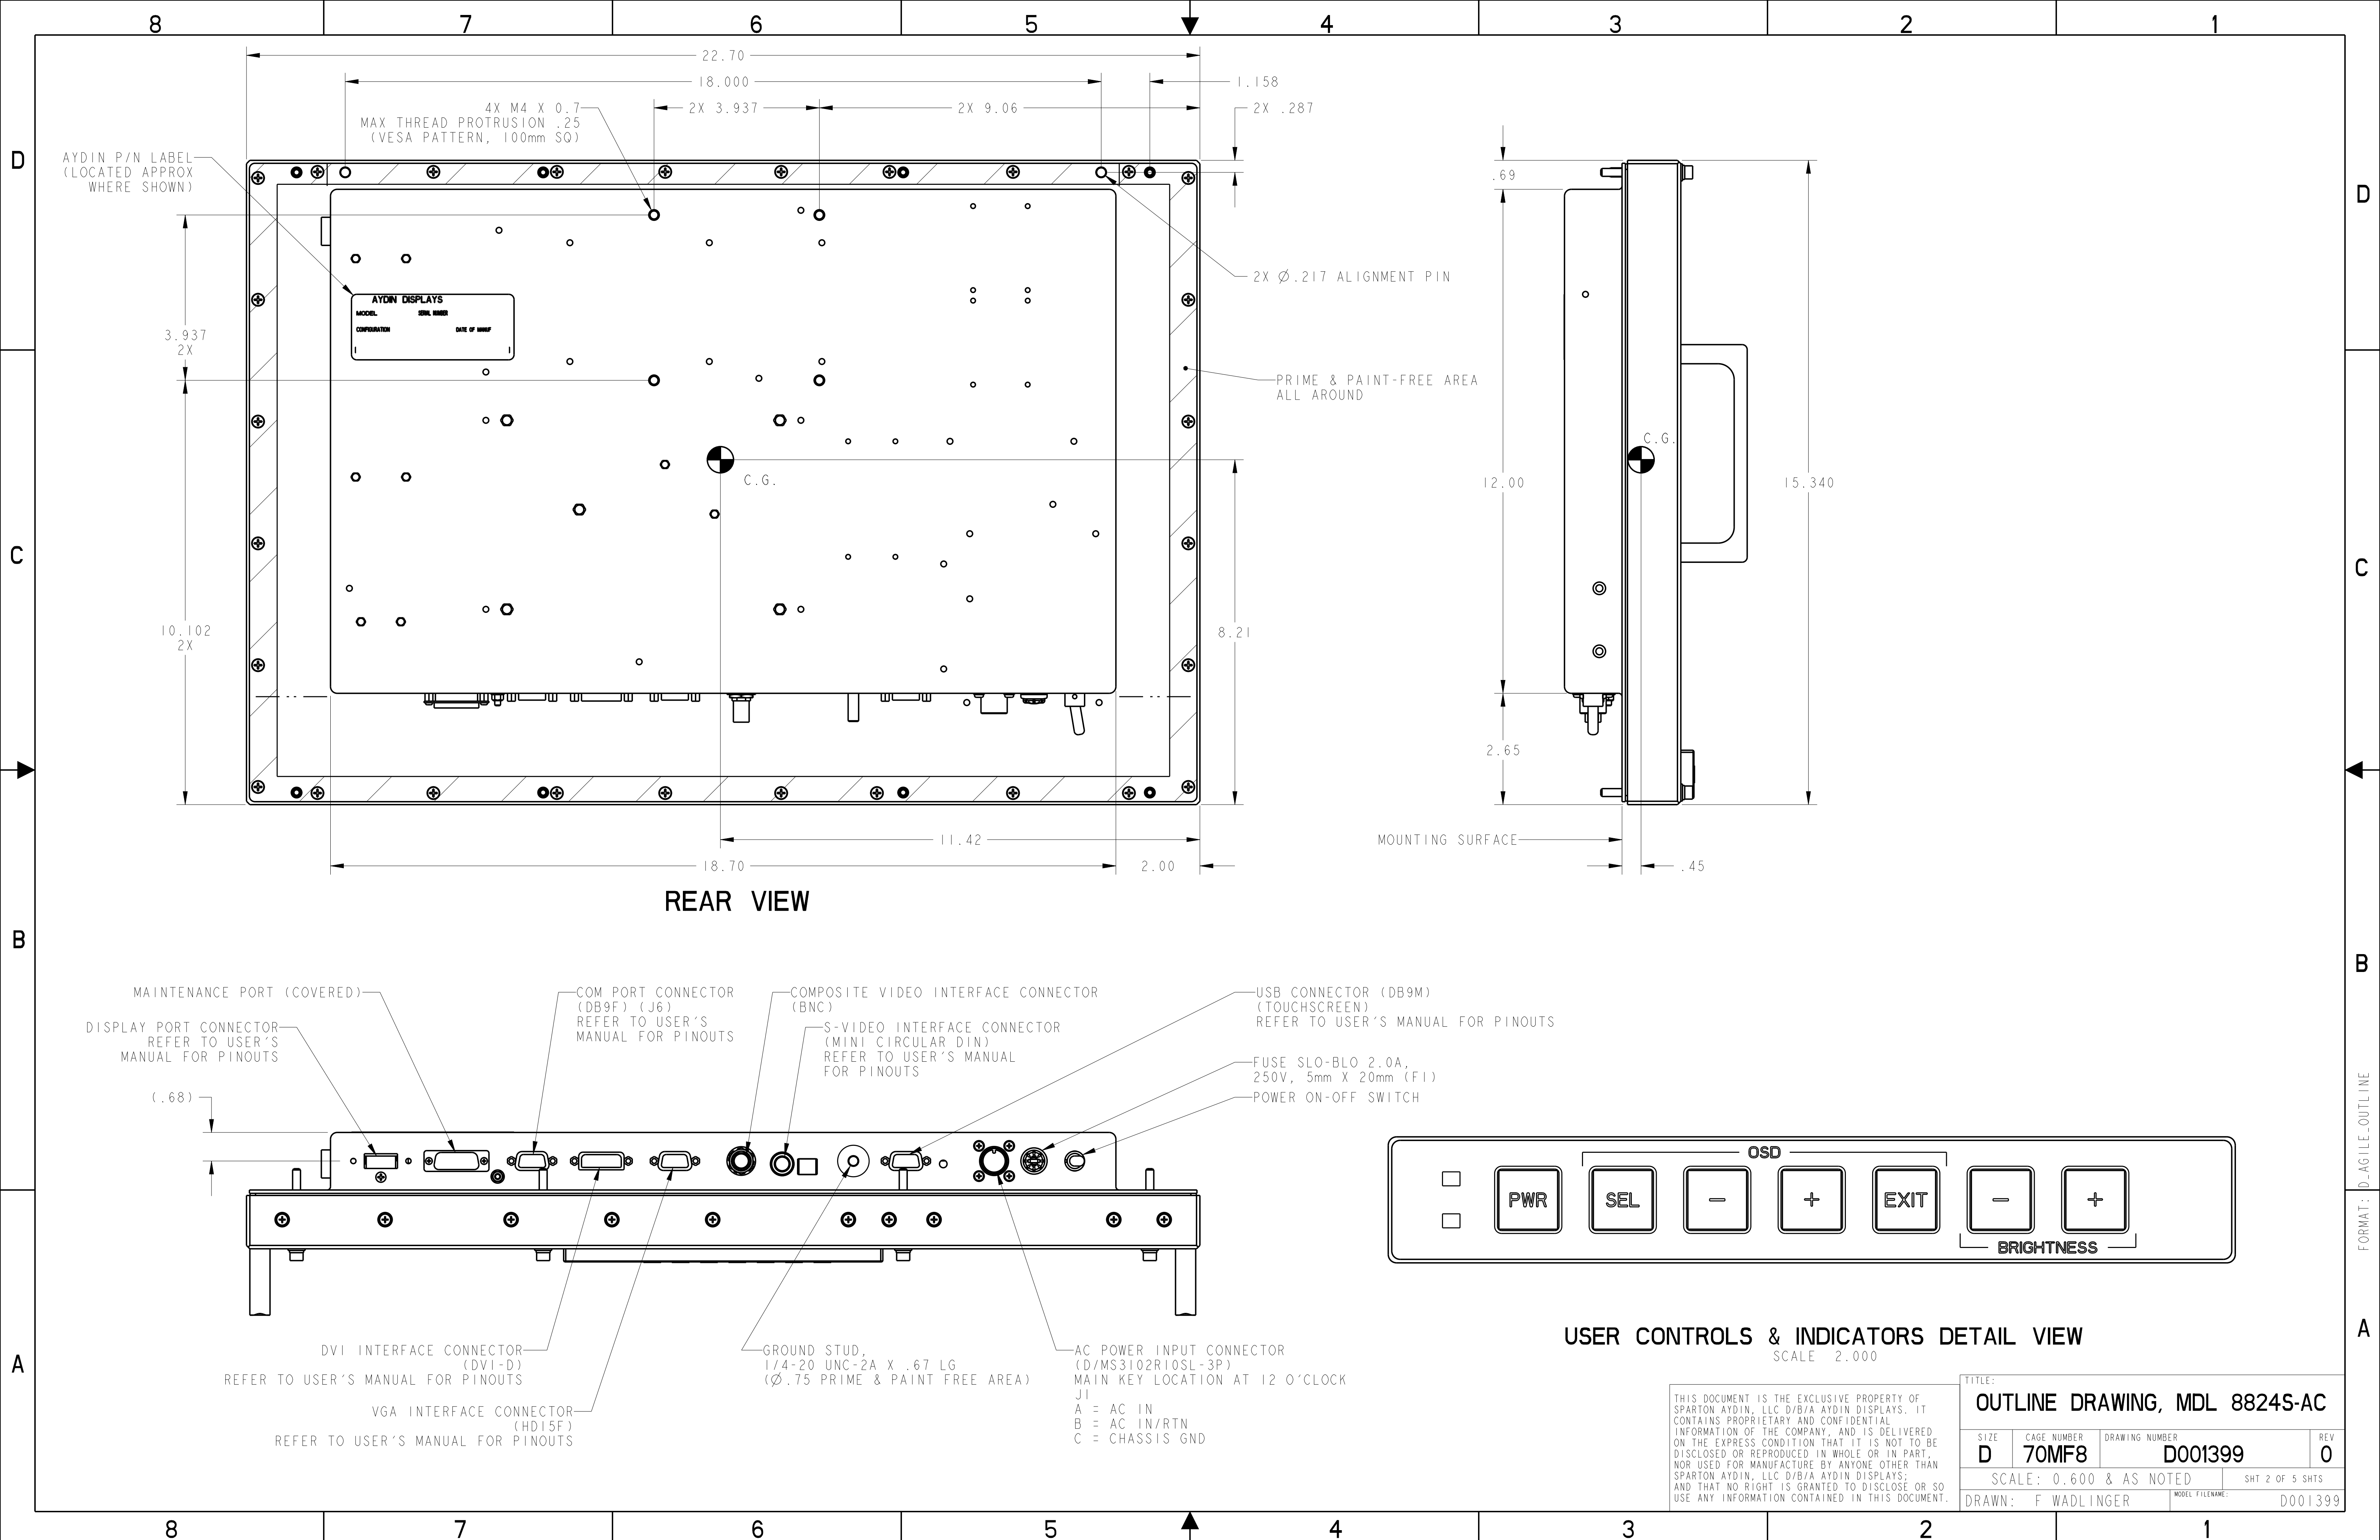 8 7 6 5 4 3 2 1
D
C
B
A
D
C
B
A
22.70
18.000
1.158
4X M4 X 0.7
MAX THREAD PROTRUSION .25
(VESA PATTERN, 100mm SQ)
2X 3.937
2X 9.06
2X .287
AYDIN P/N LABEL
(LOCATED APPROX
WHERE SHOWN)
AYDIN DISPLAYS
MODEL SERIAL NUMBER
CONFIGURATION DATE OF MANUF
2X Ø.217 ALIGNMENT PIN
3.937
2X
PRIME & PAINT-FREE AREA
ALL AROUND
C.G.
10.102
2X
8.21
11.42
18.70
2.00
REAR VIEW
.69
C.G.
12.00
15.340
2.65
MOUNTING SURFACE
.45
MAINTENANCE PORT (COVERED)
DISPLAY PORT CONNECTOR
REFER TO USER'S
MANUAL FOR PINOUTS
(.68)
COM PORT CONNECTOR
(DB9F) (J6)
REFER TO USER'S
MANUAL FOR PINOUTS
COMPOSITE VIDEO INTERFACE CONNECTOR
(BNC)
S-VIDEO INTERFACE CONNECTOR
(MINI CIRCULAR DIN)
REFER TO USER'S MANUAL
FOR PINOUTS
USB CONNECTOR (DB9M)
(TOUCHSCREEN)
REFER TO USER'S MANUAL FOR PINOUTS
FUSE SLO-BLO 2.0A,
250V, 5mm X 20mm (F1)
POWER ON-OFF SWITCH
DVI INTERFACE CONNECTOR
(DVI-D)
REFER TO USER'S MANUAL FOR PINOUTS
VGA INTERFACE CONNECTOR
(HD15F)
REFER TO USER'S MANUAL FOR PINOUTS
GROUND STUD,
1/4-20 UNC-2A X .67 LG
(Ø.75 PRIME & PAINT FREE AREA)
AC POWER INPUT CONNECTOR
(D/MS3102R10SL-3P)
MAIN KEY LOCATION AT 12 O'CLOCK
J1
A = AC IN
B = AC IN/RTN
C = CHASSIS GND
OSD
PWR SEL - + EXIT - +
BRIGHTNESS
USER CONTROLS & INDICATORS DETAIL VIEW
SCALE 2.000
FORMAT: D_AGILE_OUTLINE
THIS DOCUMENT IS THE EXCLUSIVE PROPERTY OF
SPARTON AYDIN, LLC D/B/A AYDIN DISPLAYS. IT
CONTAINS PROPRIETARY AND CONFIDENTIAL
INFORMATION OF THE COMPANY, AND IS DELIVERED
ON THE EXPRESS CONDITION THAT IT IS NOT TO BE
DISCLOSED OR REPRODUCED IN WHOLE OR IN PART,
NOR USED FOR MANUFACTURE BY ANYONE OTHER THAN
SPARTON AYDIN, LLC D/B/A AYDIN DISPLAYS;
AND THAT NO RIGHT IS GRANTED TO DISCLOSE OR SO
USE ANY INFORMATION CONTAINED IN THIS DOCUMENT.
TITLE:
OUTLINE DRAWING, MDL 8824S-AC
SIZE CAGE NUMBER DRAWING NUMBER REV
D 70MF8 D001399 0
SCALE: 0.600 & AS NOTED SHT 2 OF 5 SHTS
DRAWN: F WADLINGER MODEL FILENAME: D001399
8 7 6 5 4 3 2 1